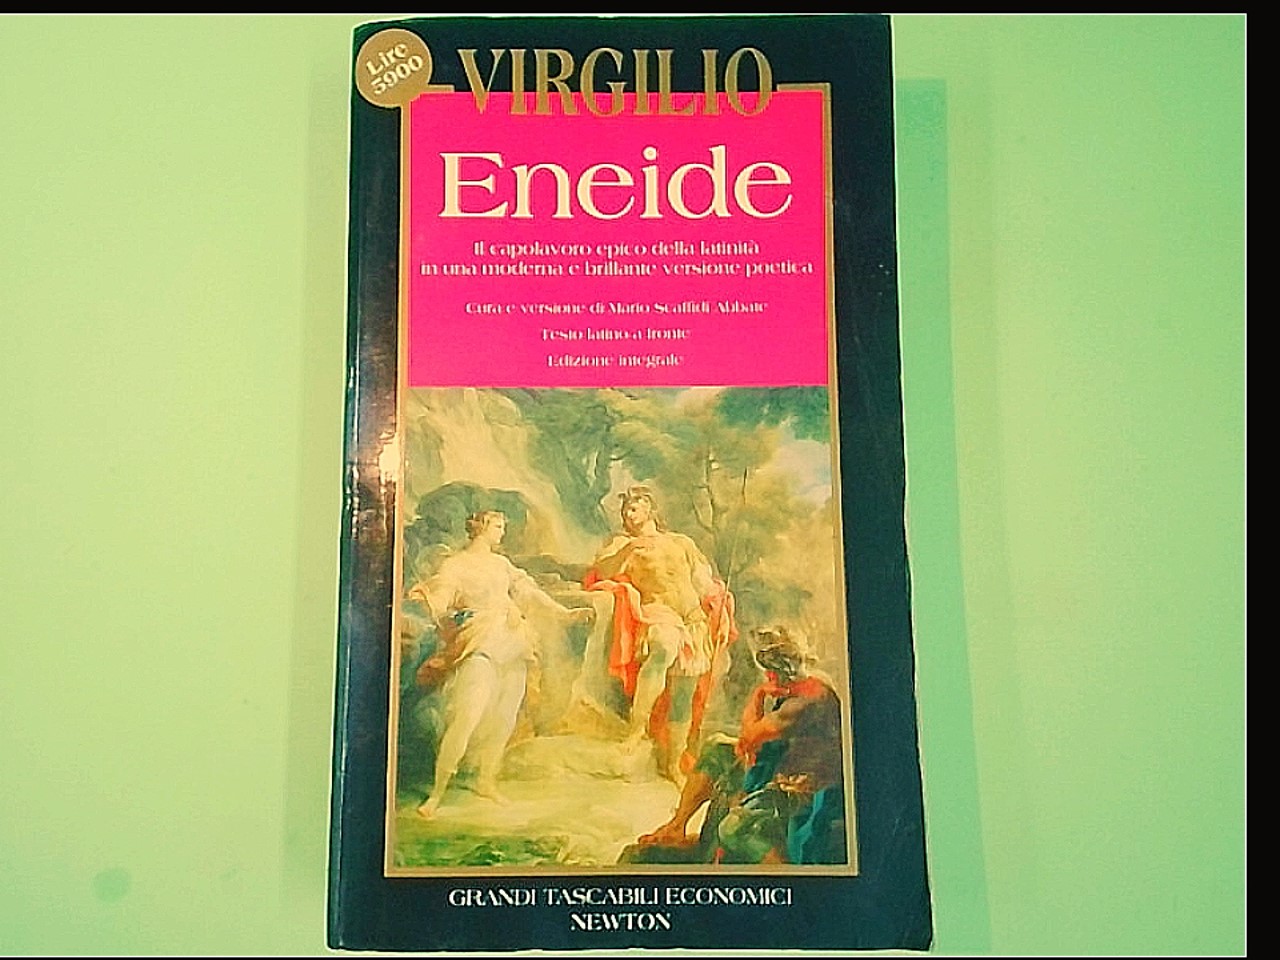 Lire
5900
VIRGILIO
Eneide
Il capolavoro epico della latinità
in una moderna e brillante versione poetica
Cura e versione di Mario Scaffidi Abbate
Testo latino a fronte
Edizione integrale
GRANDI TASCABILI ECONOMICI
NEWTON